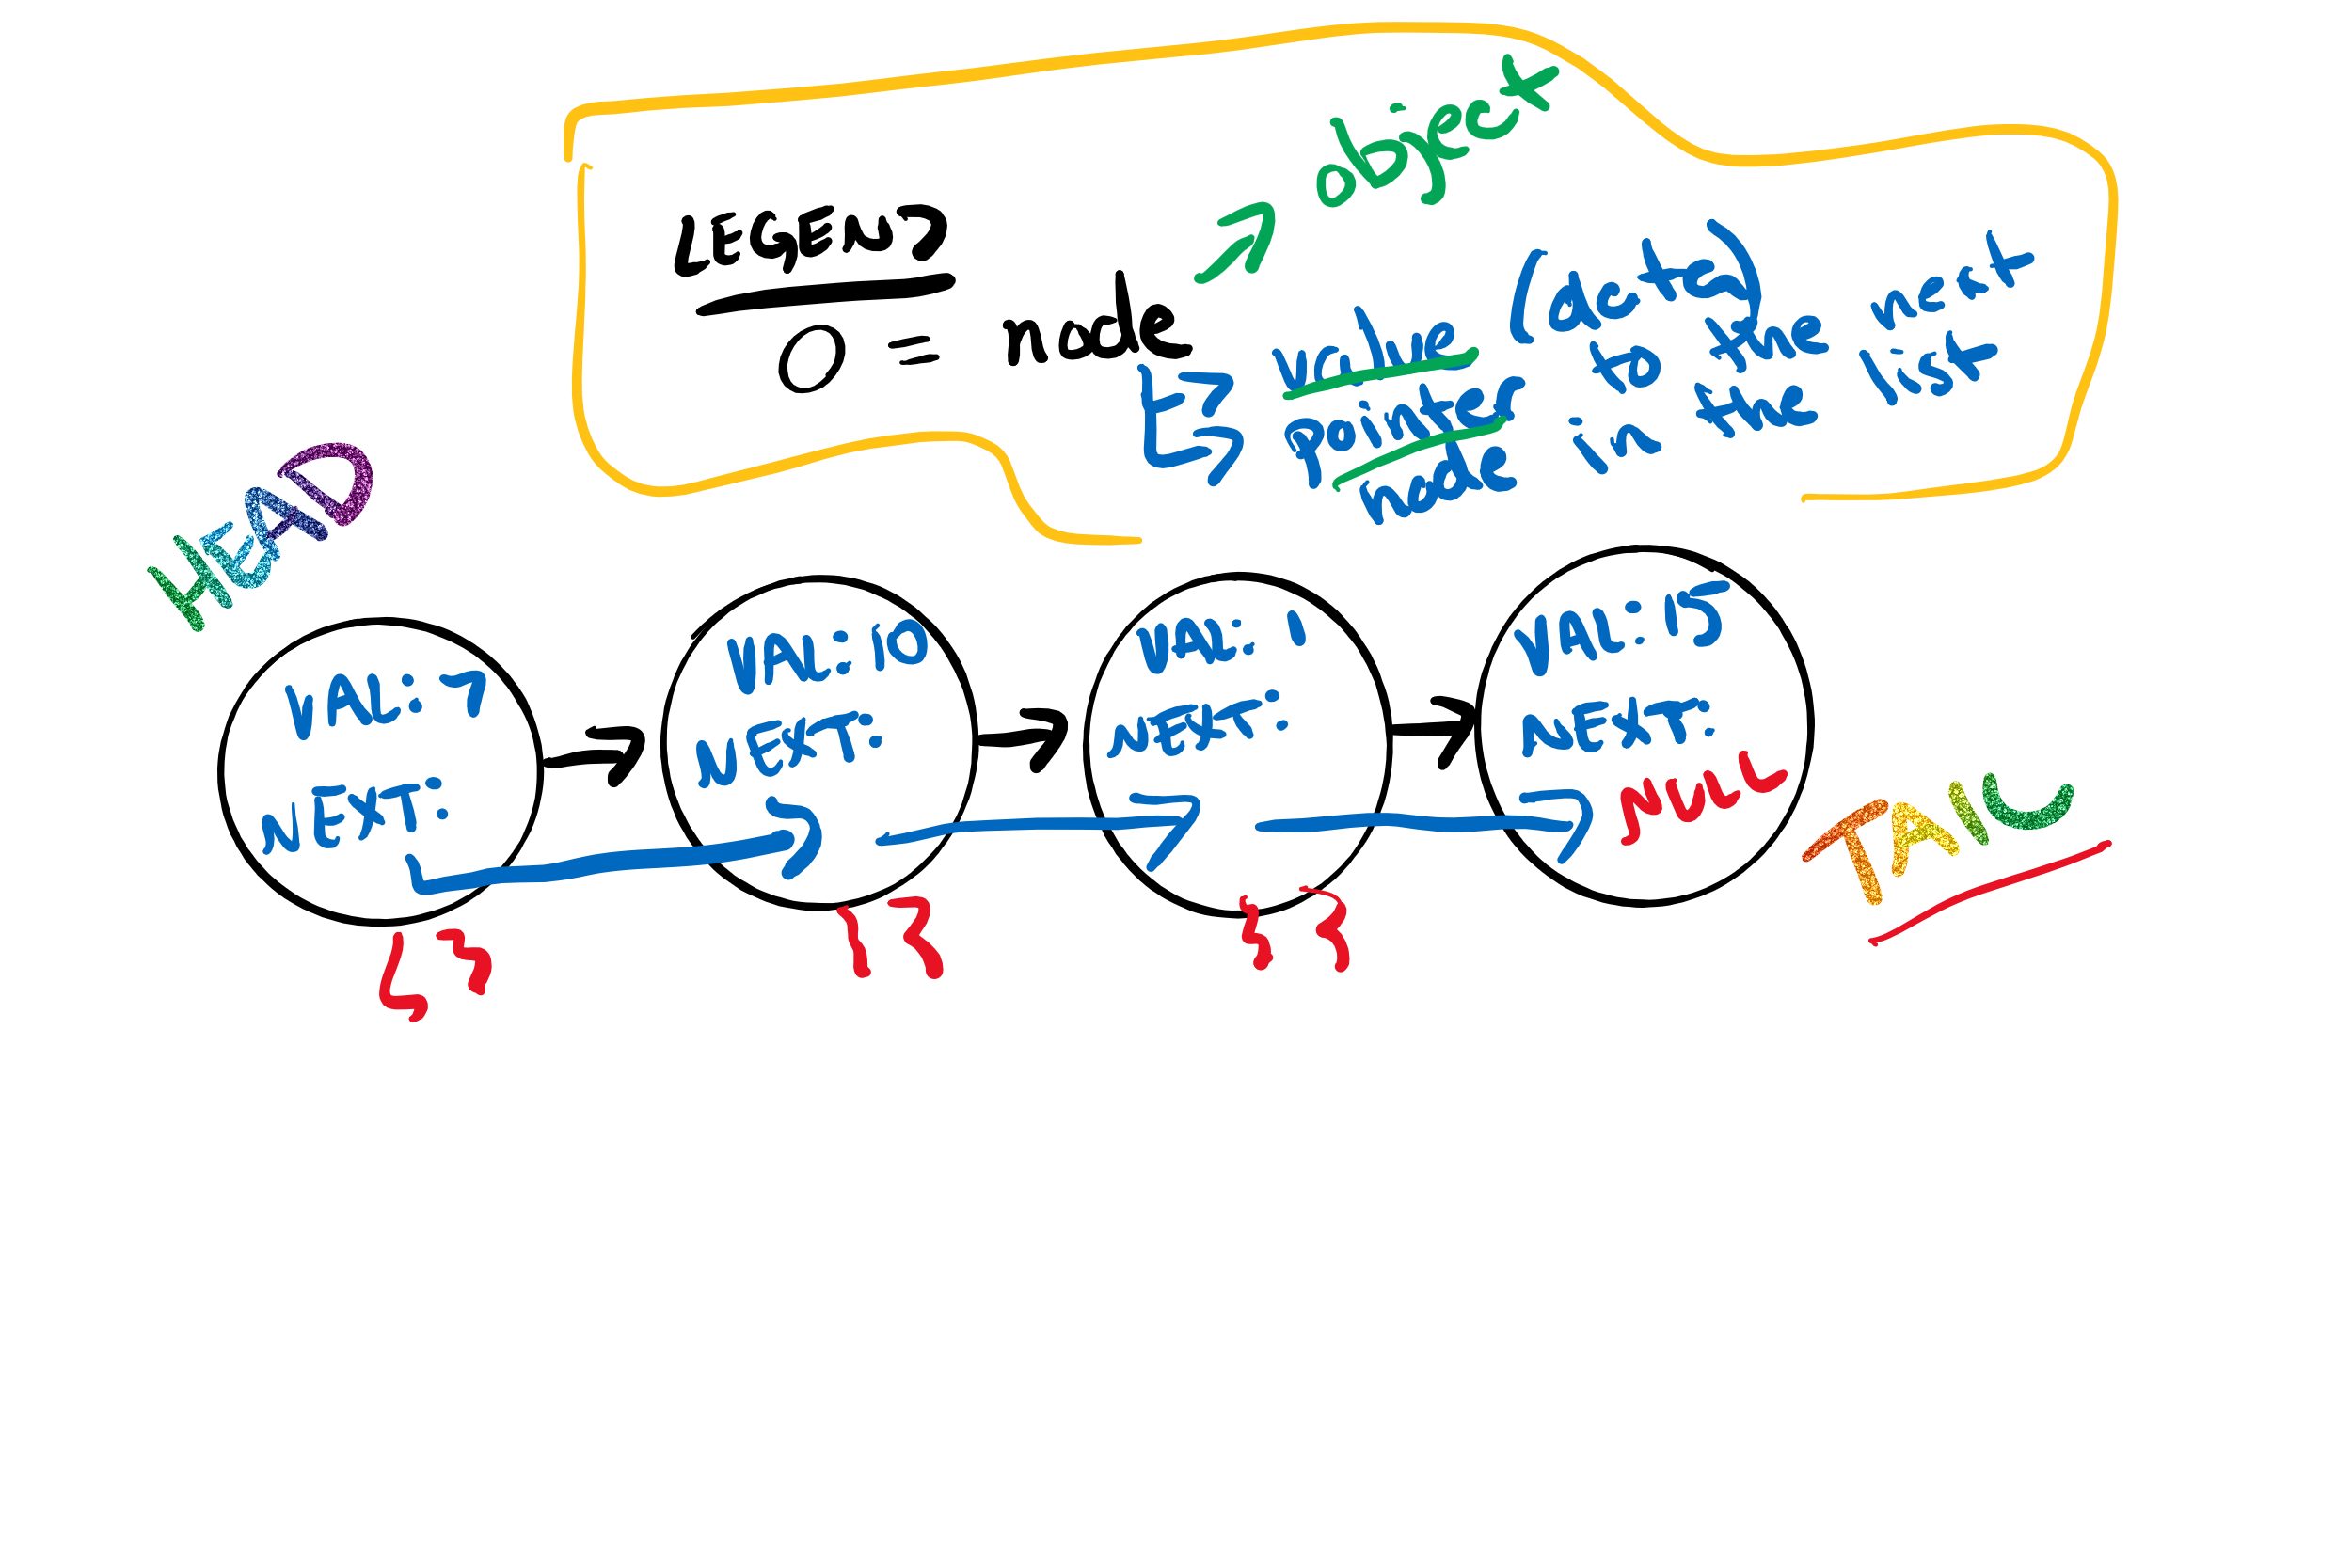 object
LEGEND
O = node
value (data)
pointer to the next
node in the list
HEAD
VAL: 7
NEXT:
VAL: 10
NEXT:
VAL: 1
NEXT:
VAL: 15
NEXT:
NULL
TAIL